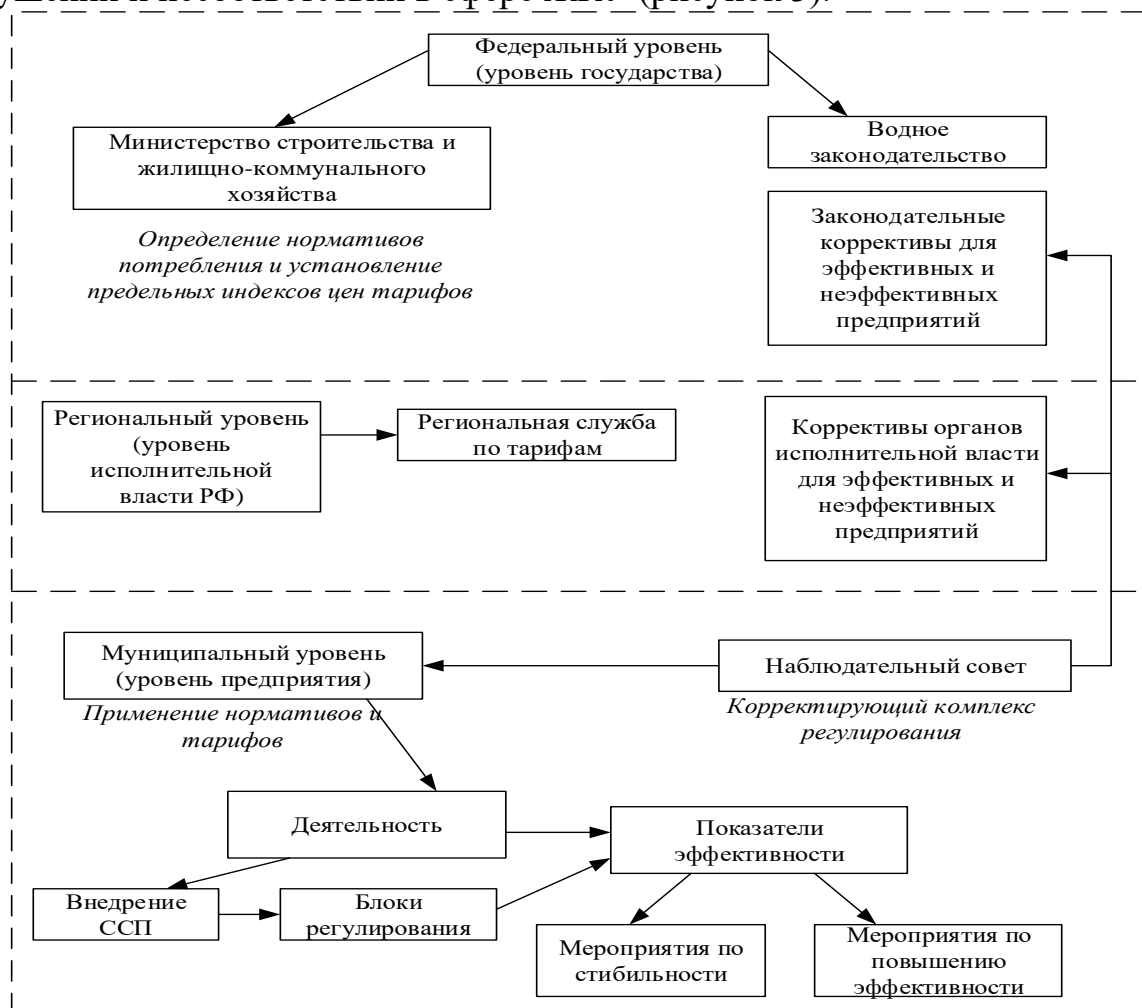 (рисунок 3).
Федеральный уровень
(уровень государства)
Министерство строительства и
жилищно-коммунального
хозяйства
Водное
законодательство
Определение нормативов
потребления и установление
предельных индексов цен тарифов
Законодательные
коррективы для
эффективных и
неэффективных
предприятий
Региональный уровень
(уровень
исполнительной
власти РФ)
Региональная служба
по тарифам
Коррективы органов
исполнительной власти
для эффективных и
неэффективных
предприятий
Муниципальный уровень
(уровень предприятия)
Наблюдательный совет
Применение нормативов и
тарифов
Корректирующий комплекс
регулирования
Деятельность
Показатели
эффективности
Внедрение
ССП
Блоки
регулирования
Мероприятия по
стибильности
Мероприятия по
повышению
эффективности